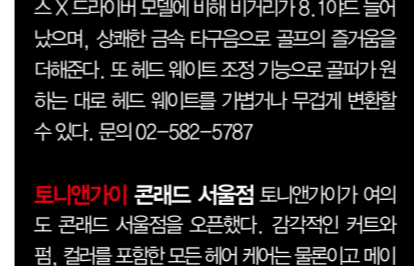 스 X 드라이버 모델에 비해 비거리가 8.1야드 늘어
났으며, 상쾌한 금속 타구음으로 골프의 즐거움을
더해준다. 또 헤드 웨이트 조정 기능으로 골퍼가 원
하는 대로 헤드 웨이트를 가볍거나 무겁게 변환할
수 있다. 문의 02-582-5787
토니앤가이 콘래드 서울점 토니앤가이가 여의
도 콘래드 서울점을 오픈했다. 감각적인 커트와
펌, 컬러를 포함한 모든 헤어 케어는 물론이고 메이